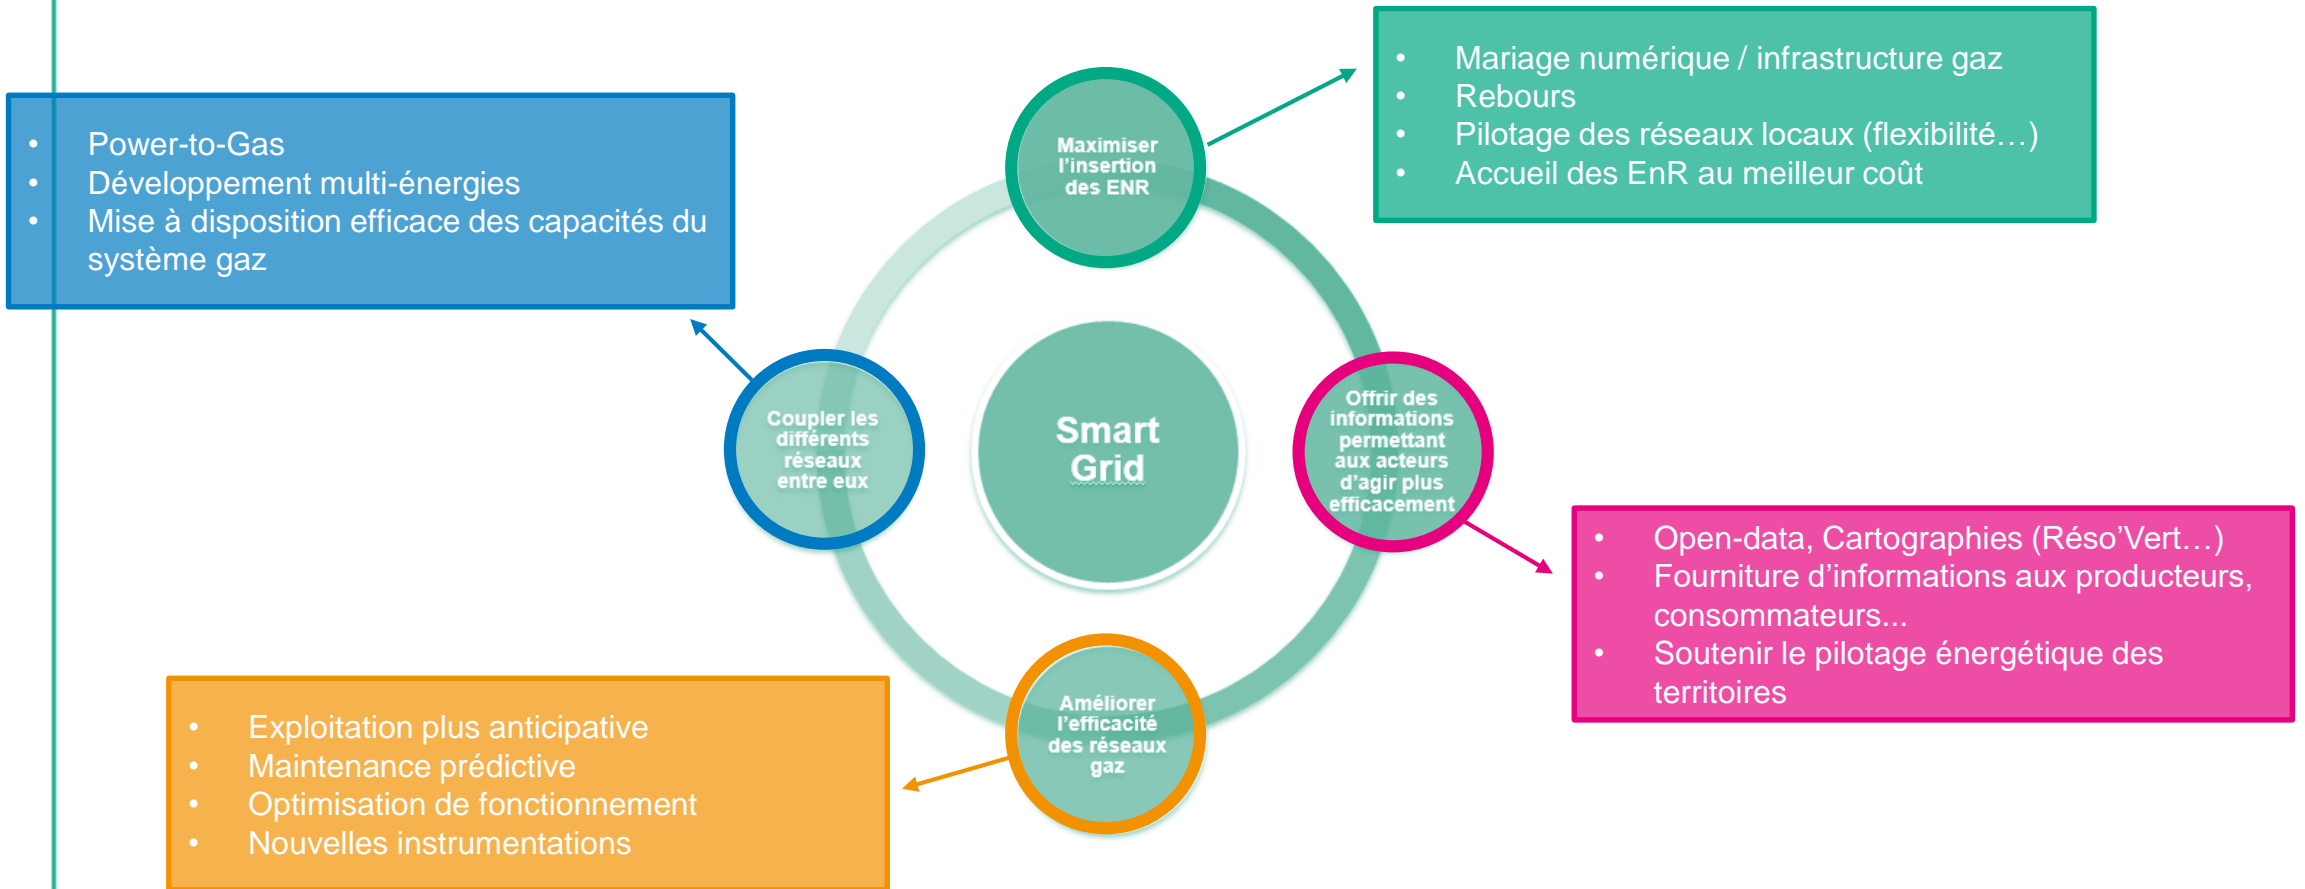 • Mariage numérique / infrastructure gaz
• Rebours
• Pilotage des réseaux locaux (flexibilité…)
• Accueil des EnR au meilleur coût
• Power-to-Gas
• Développement multi-énergies
• Mise à disposition efficace des capacités du
système gaz
Maximiser
l’insertion
des ENR
Coupler les
différents
réseaux
entre eux
Smart
Grid
Offrir des
informations
permettant
aux acteurs
d’agir plus
efficacement
• Open-data, Cartographies (Réso’Vert…)
• Fourniture d’informations aux producteurs,
consommateurs...
• Soutenir le pilotage énergétique des
territoires
Améliorer
l’efficacité
des réseaux
gaz
• Exploitation plus anticipative
• Maintenance prédictive
• Optimisation de fonctionnement
• Nouvelles instrumentations